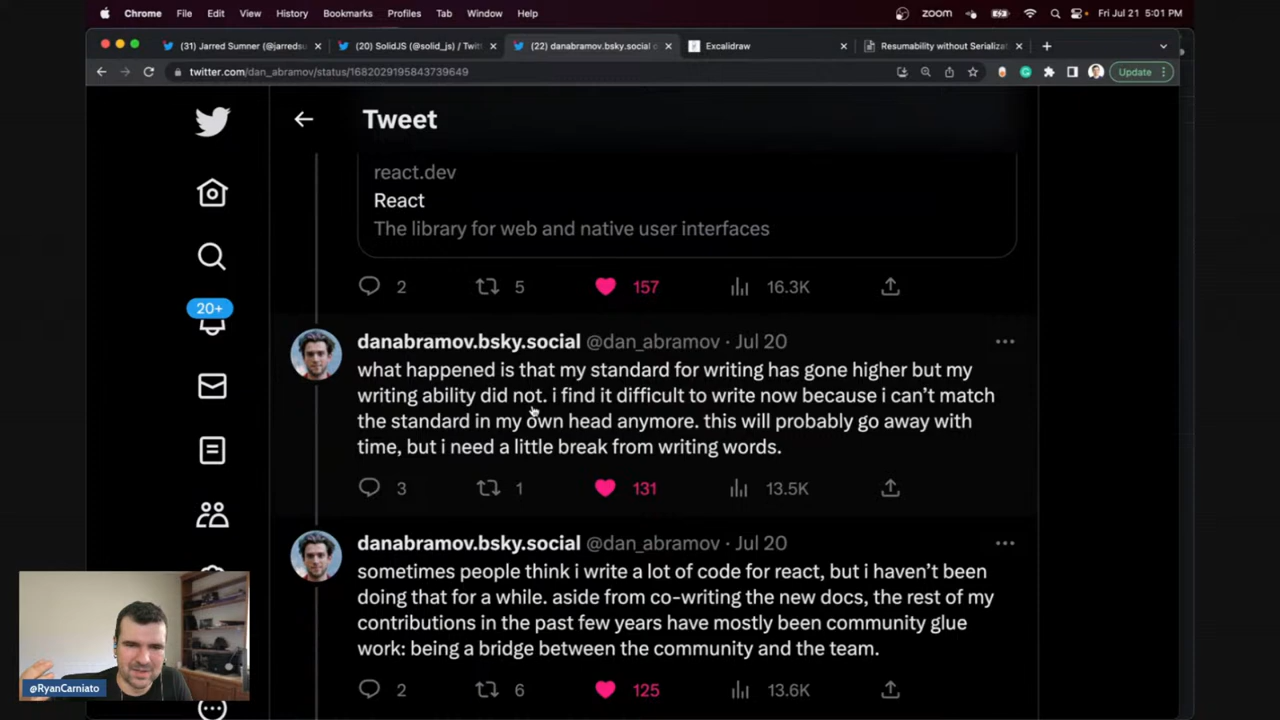 Chrome File Edit View History Bookmarks Profiles Tab Window Help zoom Fri Jul 21 5:01 PM
(31) Jarred Sumner (@jarredsu
(20) SolidJS (@solid_js) / Twitt
(22) danabramov.bsky.social
Excalidraw
Resumability without Serializat
twitter.com/dan_abramov/status/1682029195843739649
Update
Tweet
react.dev
React
The library for web and native user interfaces
2 5 157 16.3K
20+
danabramov.bsky.social @dan_abramov · Jul 20
what happened is that my standard for writing has gone higher but my
writing ability did not. i find it difficult to write now because i can't match
the standard in my own head anymore. this will probably go away with
time, but i need a little break from writing words.
3 1 131 13.5K
danabramov.bsky.social @dan_abramov · Jul 20
sometimes people think i write a lot of code for react, but i haven't been
doing that for a while. aside from co-writing the new docs, the rest of my
contributions in the past few years have mostly been community glue
work: being a bridge between the community and the team.
2 6 125 13.6K
@RyanCarniato